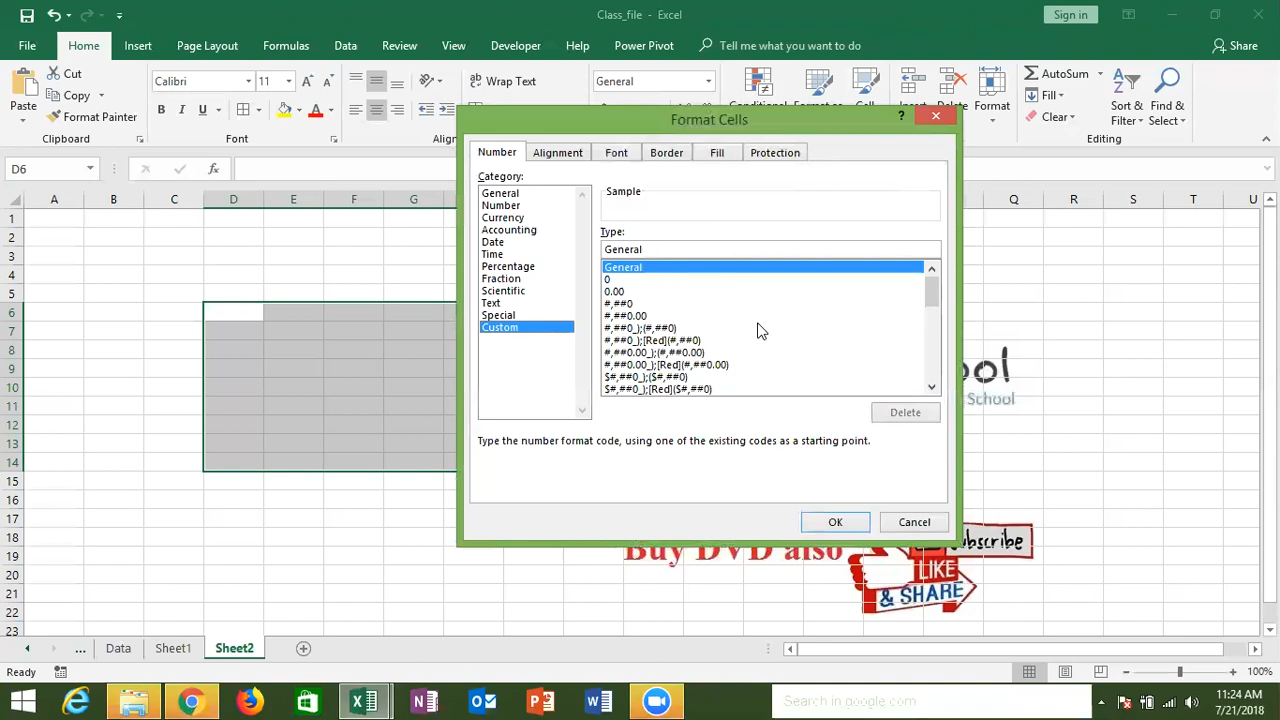 Class_file - Excel
Sign in
File Home Insert Page Layout Formulas Data Review View Developer Help Power Pivot Tell me what you want to do Share
Paste
Cut
Copy
Format Painter
Clipboard
Calibri 11
B I U
Font
Wrap Text
General
Format
AutoSum
Fill
Clear
Sort & Filter
Find & Select
Editing
D6
fx
A B C D E F G N O P Q R S T U
1
2
3
4
5
6
7
8
9
10
11
12
13
14
15
16
17
18
19
20
21
22
23
Format Cells
?
Number Alignment Font Border Fill Protection
Category:
General
Number
Currency
Accounting
Date
Time
Percentage
Fraction
Scientific
Text
Special
Custom
Sample
Type:
General
General
0
0.00
#,##0
#,##0.00
#,##0_);(#,##0)
#,##0_);[Red](#,##0)
#,##0.00_);(#,##0.00)
#,##0.00_);[Red](#,##0.00)
$#,##0_);($#,##0)
$#,##0_);[Red]($#,##0)
Delete
Type the number format code, using one of the existing codes as a starting point.
OK Cancel
School
Buy DVD also
Subscribe
LIKE
& SHARE
... Data Sheet1 Sheet2
Ready
100%
Search in google.com
11:24 AM
7/21/2018